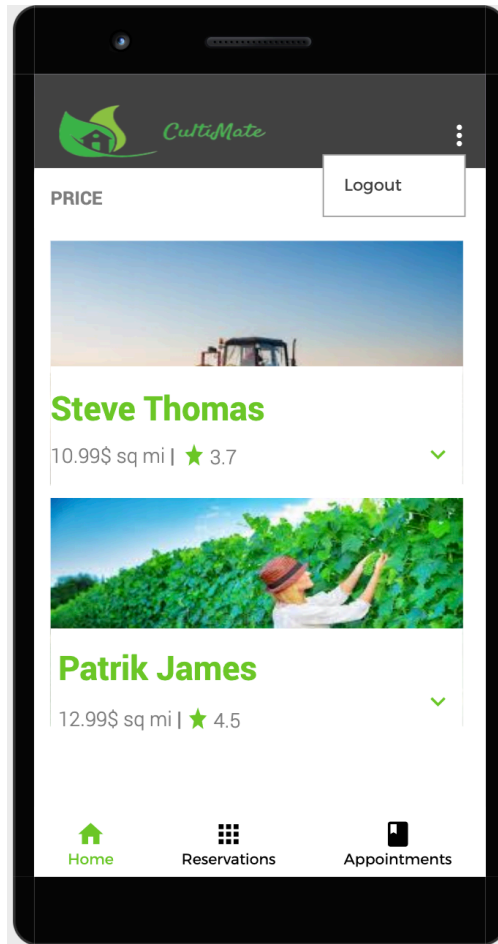 CultiMate
Logout
PRICE
Steve Thomas
10.99$ sq mi | ★ 3.7
Patrik James
12.99$ sq mi | ★ 4.5
Home Reservations Appointments